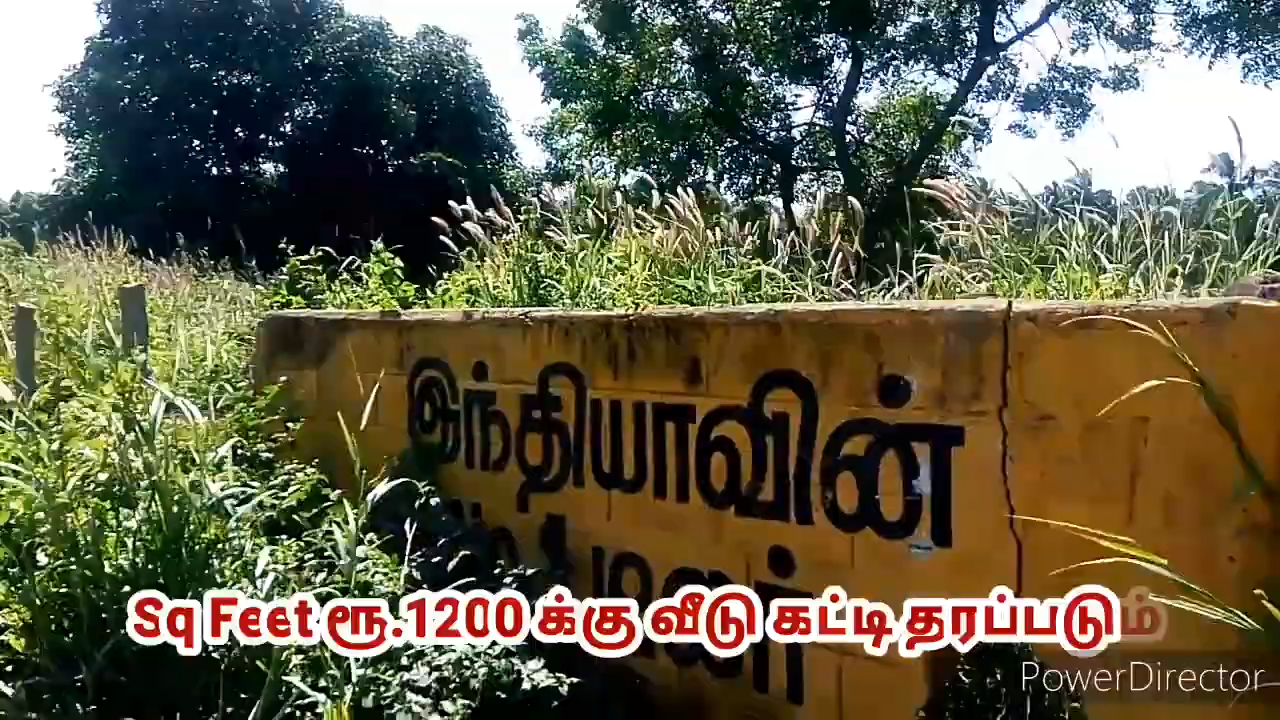 இந்தியாவின்
Sq Feet ரூ.1200 க்கு வீடு கட்டி தரப்படும்
PowerDirector